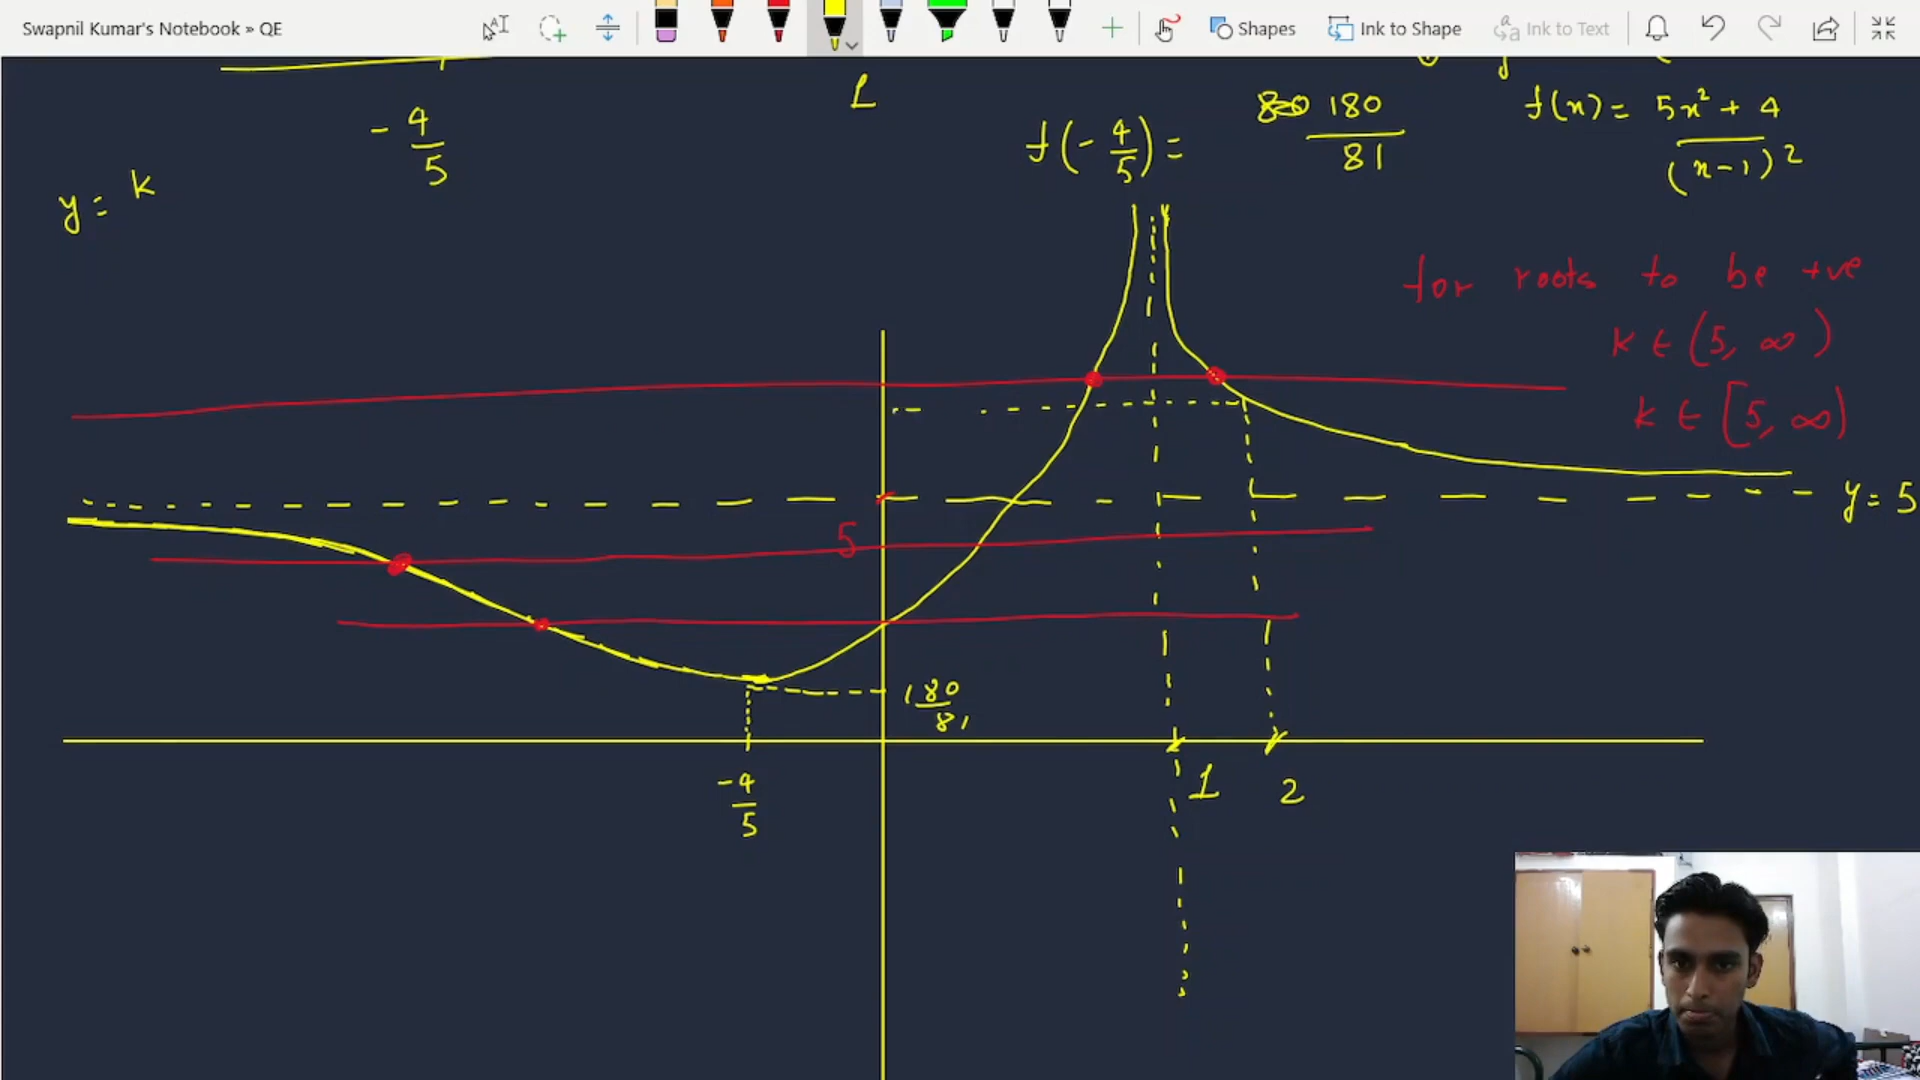 Swapnil Kumar's Notebook » QE
Shapes
Ink to Shape
Ink to Text
1
- 4/5
f(- 4/5) = 180/81
f(x) = 5x² + 4 / (x-1)²
y = k
for roots to be +ve
k ∈ (5, ∞)
k ∈ [5, ∞)
y = 5
5
180/81
-4/5
1
2